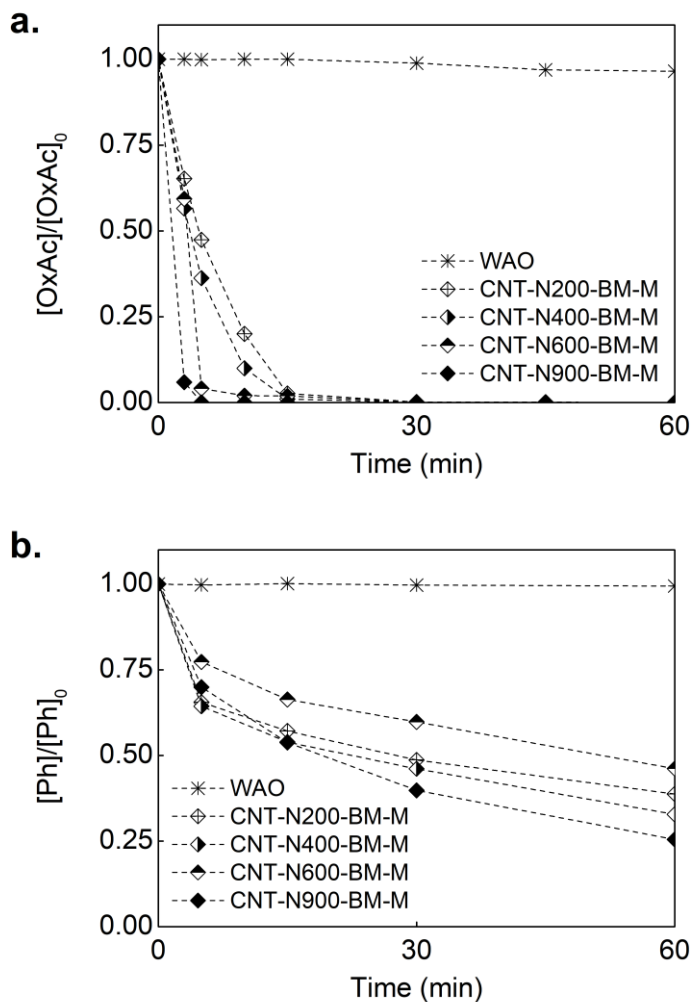 a.
[OxAc]/[OxAc]0
1.00
0.75
0.50
0.25
0.00
WAO
CNT-N200-BM-M
CNT-N400-BM-M
CNT-N600-BM-M
CNT-N900-BM-M
0 30 60
Time (min)
b.
[Ph]/[Ph]0
1.00
0.75
0.50
0.25
0.00
WAO
CNT-N200-BM-M
CNT-N400-BM-M
CNT-N600-BM-M
CNT-N900-BM-M
0 30 60
Time (min)